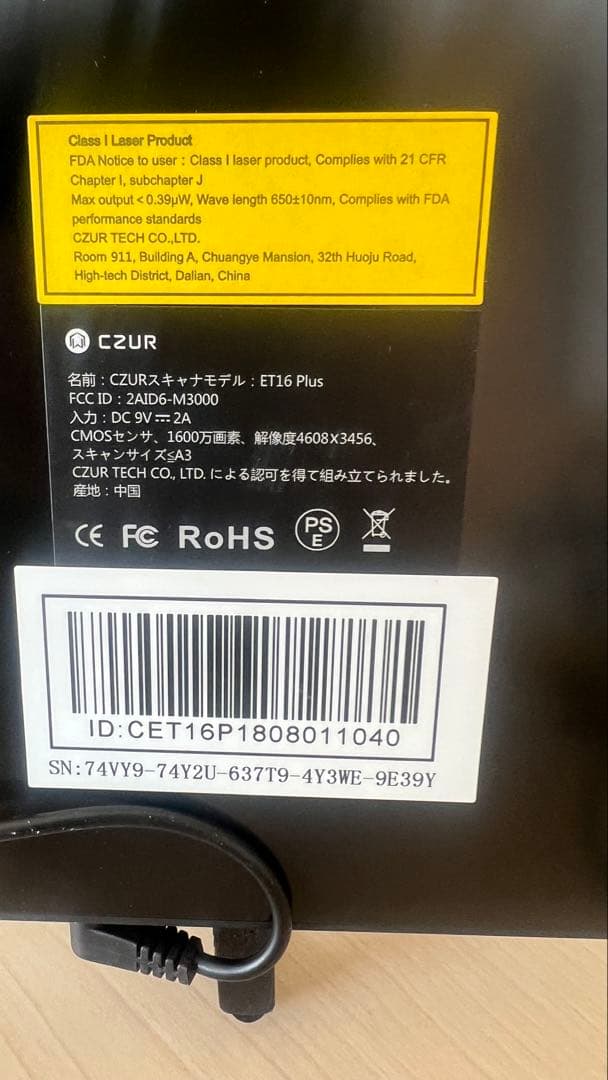 Class I Laser Product
FDA Notice to user : Class I laser product, Complies with 21 CFR
Chapter I, subchapter J
Max output < 0.39μW, Wave length 650±10nm, Complies with FDA
performance standards
CZUR TECH CO.,LTD.
Room 911, Building A, Chuangye Mansion, 32th Huoju Road,
High-tech District, Dalian, China
CZUR
名前：CZURスキャナモデル：ET16 Plus
FCC ID：2AID6-M3000
入力：DC 9V⎓2A
CMOSセンサ、1600万画素、解像度4608X3456、
スキャンサイズ≦A3
CZUR TECH CO., LTD. による認可を得て組み立てられました。
産地：中国
CE FC RoHS PSE
ID:CET16P1808011040
SN:74VY9-74Y2U-637T9-4Y3WE-9E39Y